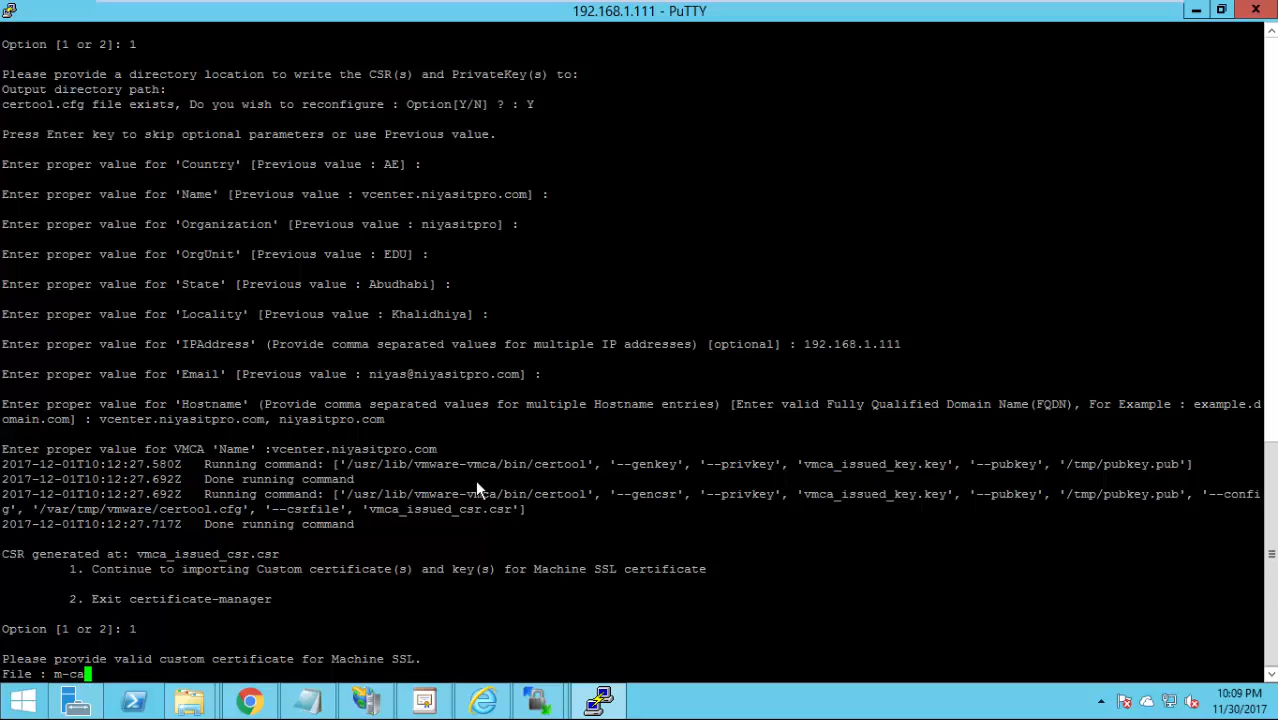 192.168.1.111 - PuTTY
Option [1 or 2]: 1
Please provide a directory location to write the CSR(s) and PrivateKey(s) to:
Output directory path:
certool.cfg file exists, Do you wish to reconfigure : Option[Y/N] ? : Y
Press Enter key to skip optional parameters or use Previous value.
Enter proper value for 'Country' [Previous value : AE] :
Enter proper value for 'Name' [Previous value : vcenter.niyasitpro.com] :
Enter proper value for 'Organization' [Previous value : niyasitpro] :
Enter proper value for 'OrgUnit' [Previous value : EDU] :
Enter proper value for 'State' [Previous value : Abudhabi] :
Enter proper value for 'Locality' [Previous value : Khalidhiya] :
Enter proper value for 'IPAddress' (Provide comma separated values for multiple IP addresses) [optional] : 192.168.1.111
Enter proper value for 'Email' [Previous value : niyas@niyasitpro.com] :
Enter proper value for 'Hostname' (Provide comma separated values for multiple Hostname entries) [Enter valid Fully Qualified Domain Name(FQDN), For Example : example.d
omain.com] : vcenter.niyasitpro.com, niyasitpro.com
Enter proper value for VMCA 'Name' :vcenter.niyasitpro.com
2017-12-01T10:12:27.580Z   Running command: ['/usr/lib/vmware-vmca/bin/certool', '--genkey', '--privkey', 'vmca_issued_key.key', '--pubkey', '/tmp/pubkey.pub']
2017-12-01T10:12:27.692Z   Done running command
2017-12-01T10:12:27.692Z   Running command: ['/usr/lib/vmware-vmca/bin/certool', '--gencsr', '--privkey', 'vmca_issued_key.key', '--pubkey', '/tmp/pubkey.pub', '--confi
g', '/var/tmp/vmware/certool.cfg', '--csrfile', 'vmca_issued_csr.csr']
2017-12-01T10:12:27.717Z   Done running command
CSR generated at: vmca_issued_csr.csr
1. Continue to importing Custom certificate(s) and key(s) for Machine SSL certificate
2. Exit certificate-manager
Option [1 or 2]: 1
Please provide valid custom certificate for Machine SSL.
File : m-ca
10:09 PM
11/30/2017